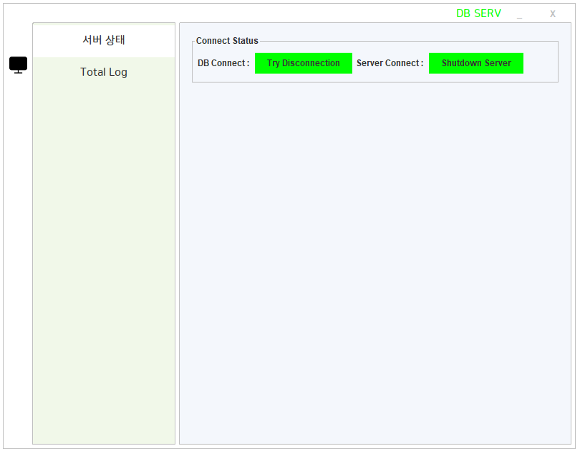 DB SERV _ X
서버 상태
Total Log
Connect Status
DB Connect : Try Disconnection Server Connect : Shutdown Server